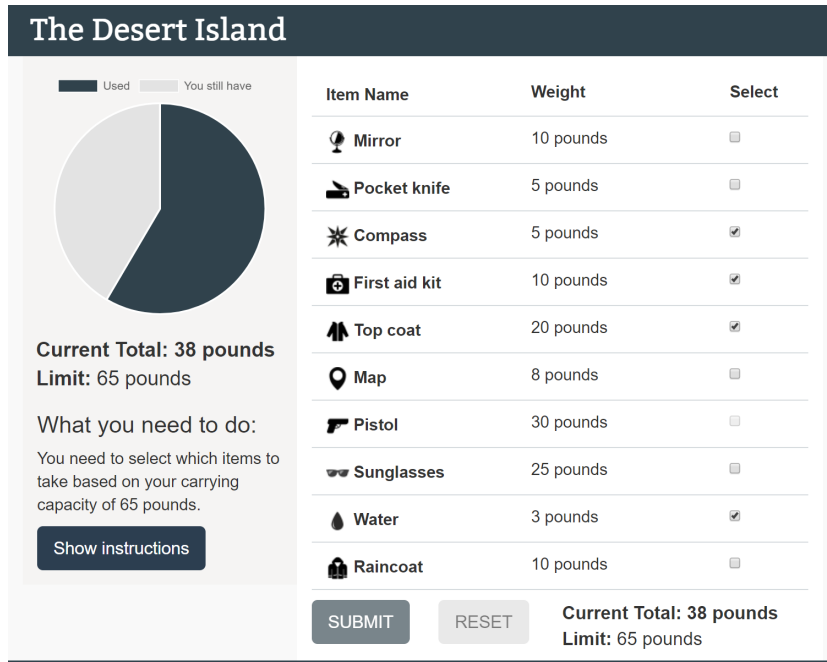 The Desert Island
Used You still have
Current Total: 38 pounds
Limit: 65 pounds
What you need to do:
You need to select which items to
take based on your carrying
capacity of 65 pounds.
Show instructions
Item Name Weight Select
Mirror 10 pounds
Pocket knife 5 pounds
Compass 5 pounds
First aid kit 10 pounds
Top coat 20 pounds
Map 8 pounds
Pistol 30 pounds
Sunglasses 25 pounds
Water 3 pounds
Raincoat 10 pounds
SUBMIT RESET Current Total: 38 pounds
Limit: 65 pounds